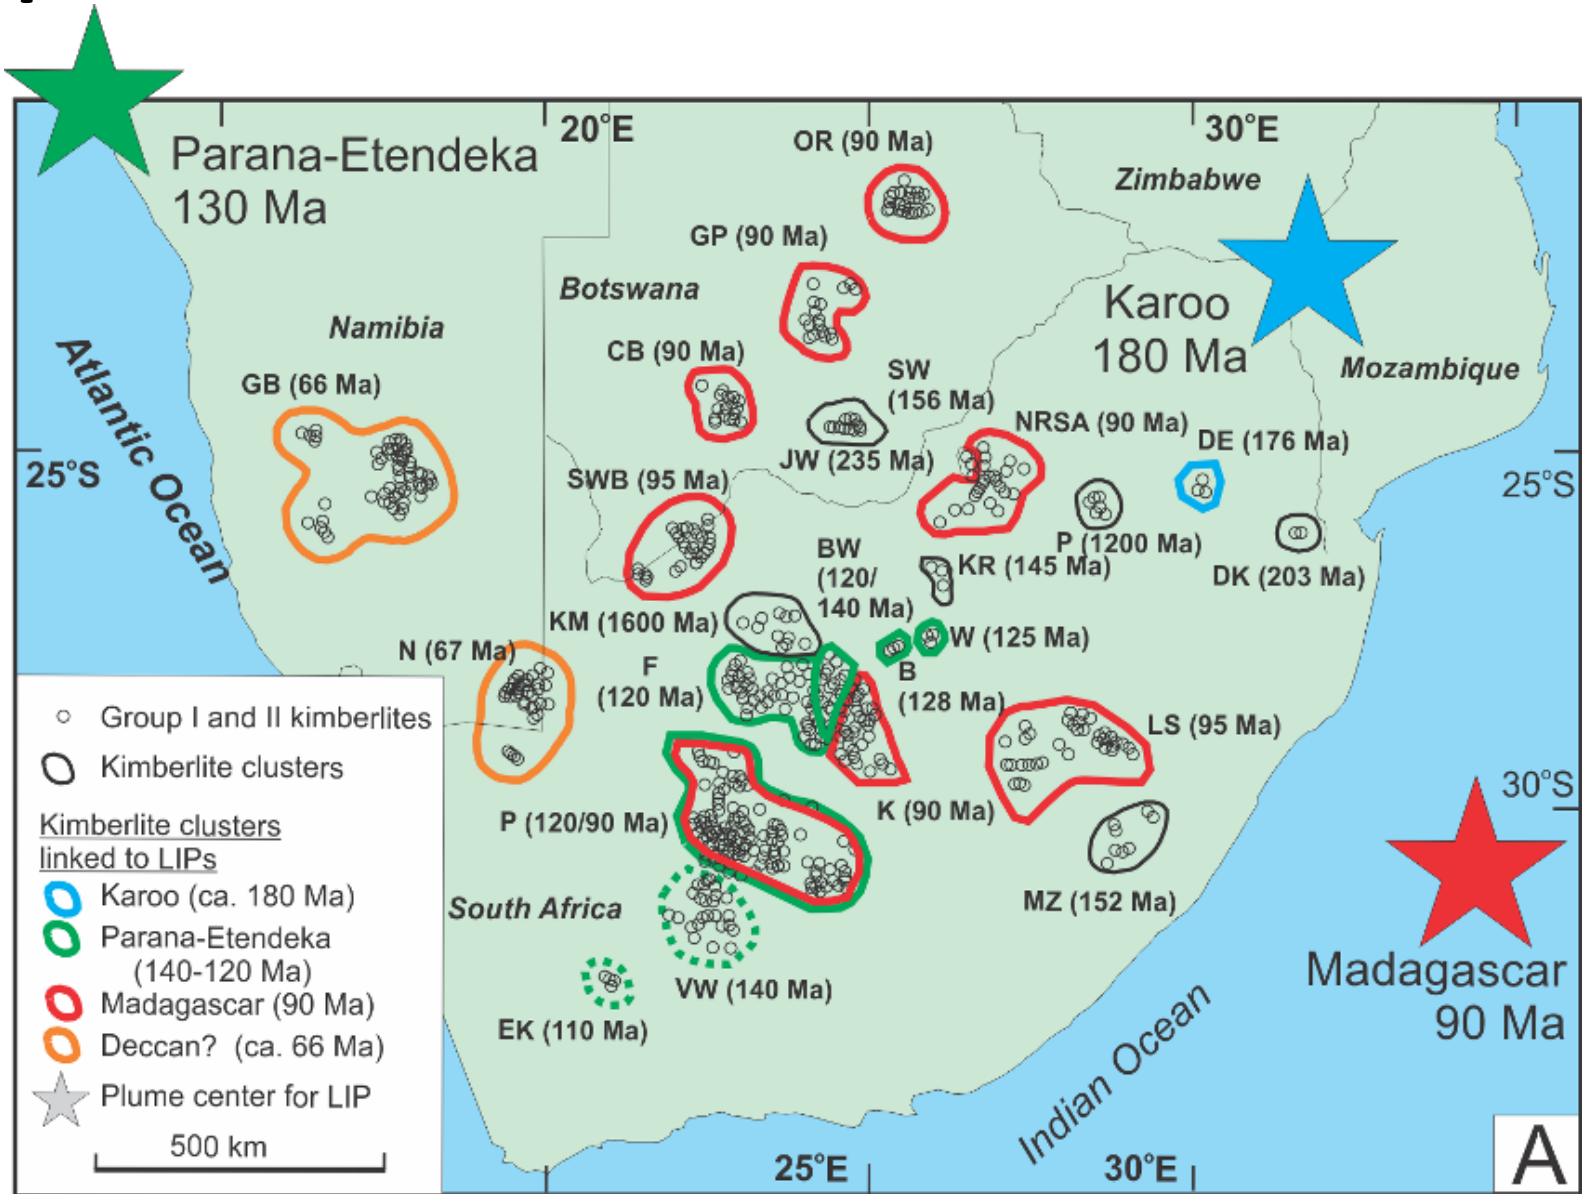 20°E
30°E
Parana-Etendeka
130 Ma
OR (90 Ma)
Zimbabwe
GP (90 Ma)
Botswana
Namibia
Karoo
180 Ma
Mozambique
CB (90 Ma)
GB (66 Ma)
SW
(156 Ma)
NRSA (90 Ma)
DE (176 Ma)
Atlantic Ocean
25°S
JW (235 Ma)
25°S
SWB (95 Ma)
P (1200 Ma)
BW
(120/
140 Ma)
KR (145 Ma)
DK (203 Ma)
KM (1600 Ma)
W (125 Ma)
N (67 Ma)
F
(120 Ma)
B
(128 Ma)
LS (95 Ma)
30°S
K (90 Ma)
P (120/90 Ma)
MZ (152 Ma)
South Africa
VW (140 Ma)
EK (110 Ma)
Madagascar
90 Ma
Indian Ocean
25°E
30°E
A
Group I and II kimberlites
Kimberlite clusters
Kimberlite clusters
linked to LIPs
Karoo (ca. 180 Ma)
Parana-Etendeka
(140-120 Ma)
Madagascar (90 Ma)
Deccan? (ca. 66 Ma)
Plume center for LIP
500 km